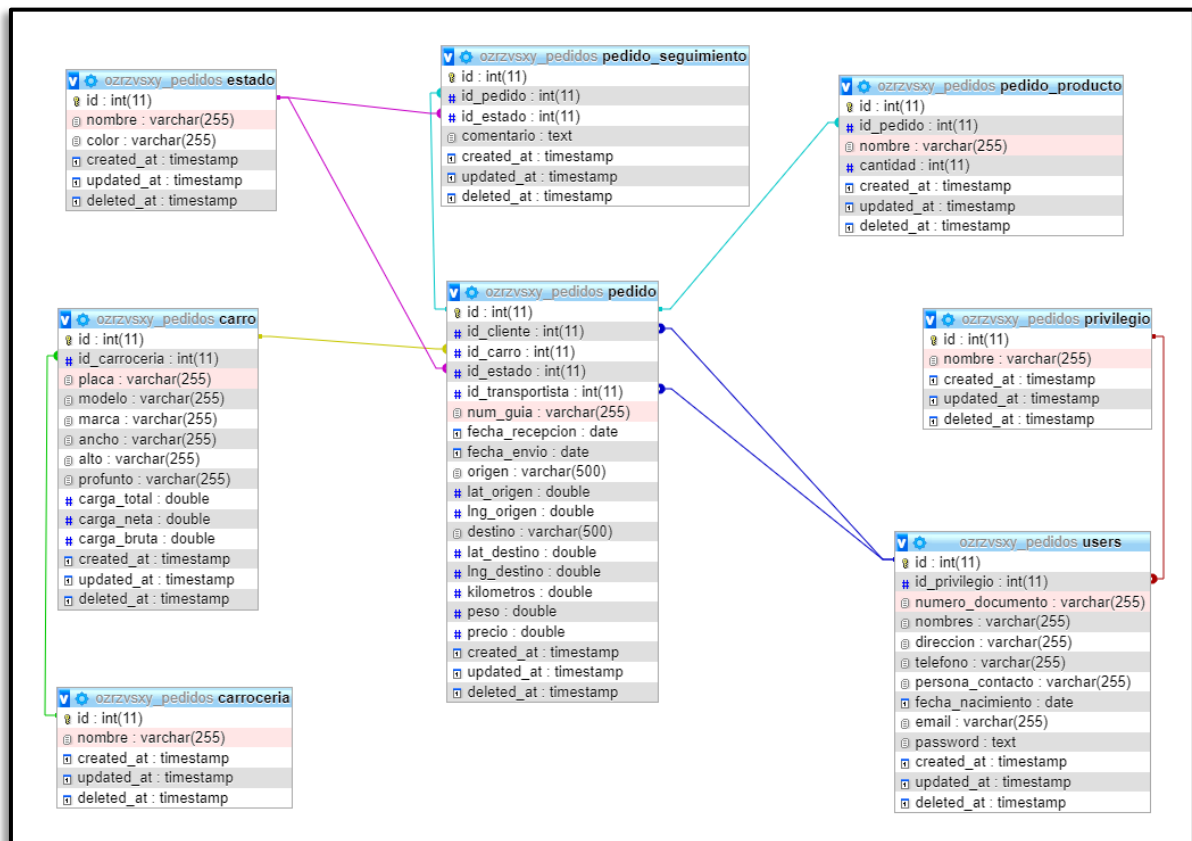 ozrzvsxy_pedidos estado
id : int(11)
nombre : varchar(255)
color : varchar(255)
created_at : timestamp
updated_at : timestamp
deleted_at : timestamp
ozrzvsxy_pedidos pedido_seguimiento
id : int(11)
id_pedido : int(11)
id_estado : int(11)
comentario : text
created_at : timestamp
updated_at : timestamp
deleted_at : timestamp
ozrzvsxy_pedidos pedido_producto
id : int(11)
id_pedido : int(11)
nombre : varchar(255)
cantidad : int(11)
created_at : timestamp
updated_at : timestamp
deleted_at : timestamp
ozrzvsxy_pedidos carro
id : int(11)
id_carroceria : int(11)
placa : varchar(255)
modelo : varchar(255)
marca : varchar(255)
ancho : varchar(255)
alto : varchar(255)
profunto : varchar(255)
carga_total : double
carga_neta : double
carga_bruta : double
created_at : timestamp
updated_at : timestamp
deleted_at : timestamp
ozrzvsxy_pedidos pedido
id : int(11)
id_cliente : int(11)
id_carro : int(11)
id_estado : int(11)
id_transportista : int(11)
num_guia : varchar(255)
fecha_recepcion : date
fecha_envio : date
origen : varchar(500)
lat_origen : double
lng_origen : double
destino : varchar(500)
lat_destino : double
lng_destino : double
kilometros : double
peso : double
precio : double
created_at : timestamp
updated_at : timestamp
deleted_at : timestamp
ozrzvsxy_pedidos privilegio
id : int(11)
nombre : varchar(255)
created_at : timestamp
updated_at : timestamp
deleted_at : timestamp
ozrzvsxy_pedidos users
id : int(11)
id_privilegio : int(11)
numero_documento : varchar(255)
nombres : varchar(255)
direccion : varchar(255)
telefono : varchar(255)
persona_contacto : varchar(255)
fecha_nacimiento : date
email : varchar(255)
password : text
created_at : timestamp
updated_at : timestamp
deleted_at : timestamp
ozrzvsxy_pedidos carroceria
id : int(11)
nombre : varchar(255)
created_at : timestamp
updated_at : timestamp
deleted_at : timestamp